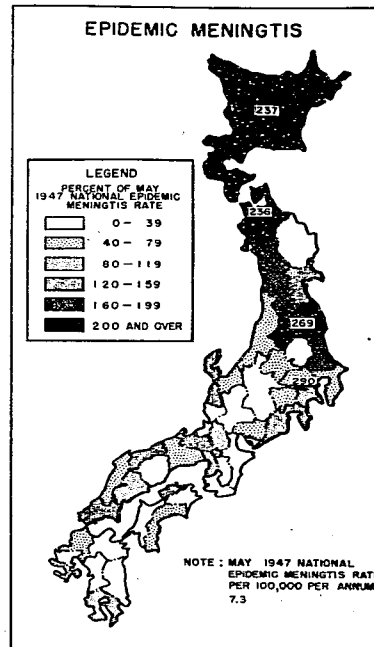 EPIDEMIC MENINGTIS
237
LEGEND
PERCENT OF MAY
1947 NATIONAL EPIDEMIC
MENINGTIS RATE
0 - 39
40 - 79
80 - 119
120 - 159
160 - 199
200 AND OVER
236
269
290
NOTE : MAY 1947 NATIONAL
EPIDEMIC MENINGTIS RAT
PER 100,000 PER ANNUM
7.3